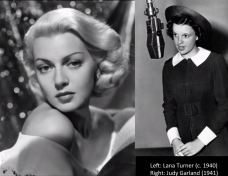 Left: Lana Turner (c. 1940)
Right: Judy Garland (1941)